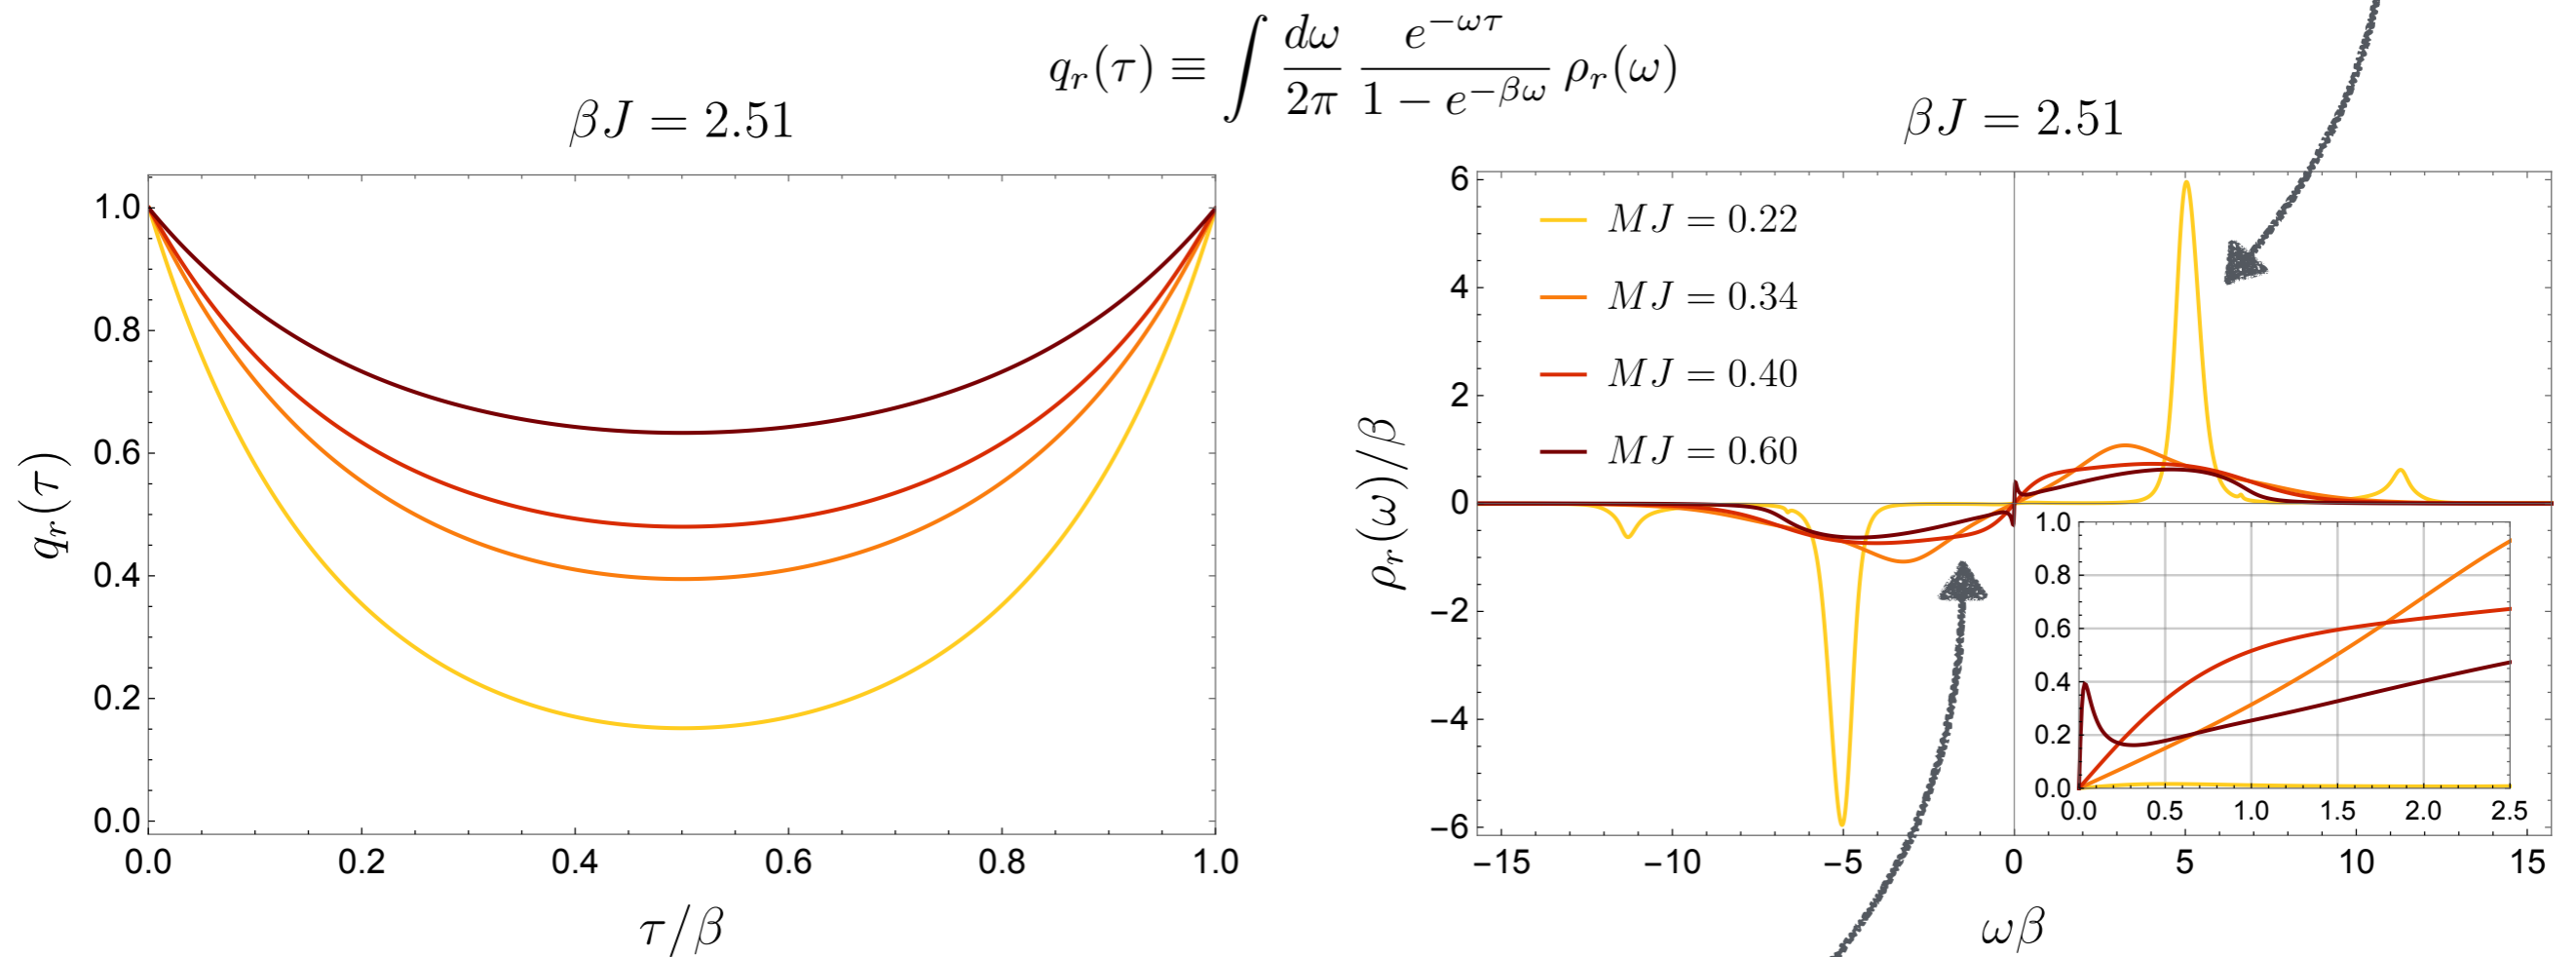 q_r(τ) ≡ ∫ dω/2π e^{−ωτ}/(1 − e^{−βω}) ρ_r(ω)
βJ = 2.51
1.0
0.8
0.6
0.4
0.2
0.0
q_r(τ)
0.0 0.2 0.4 0.6 0.8 1.0
τ/β
βJ = 2.51
6
4
2
0
−2
−4
−6
ρ_r(ω)/β
MJ = 0.22
MJ = 0.34
MJ = 0.40
MJ = 0.60
1.0
0.8
0.6
0.4
0.2
0.0
0.0 0.5 1.0 1.5 2.0 2.5
−15 −10 −5 0 5 10 15
ωβ